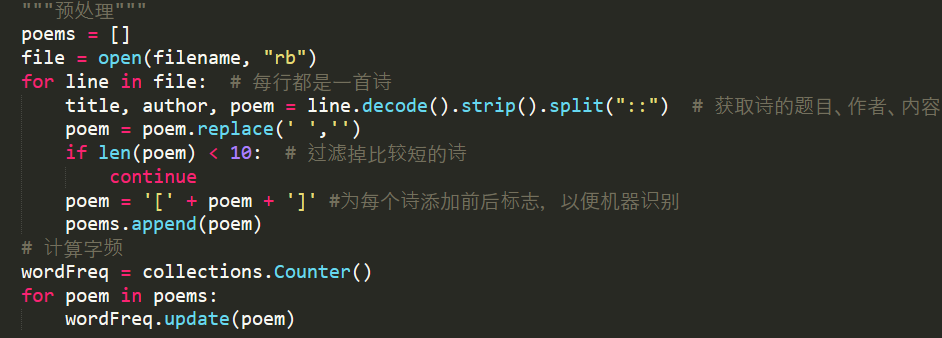 """预处理"""
poems = []
file = open(filename, "rb")
for line in file:  # 每行都是一首诗
    title, author, poem = line.decode().strip().split("::")  # 获取诗的题目、作者、内容
    poem = poem.replace(' ','')
    if len(poem) < 10:  # 过滤掉比较短的诗
        continue
    poem = '[' + poem + ']' #为每个诗添加前后标志，以便机器识别
    poems.append(poem)
# 计算字频
wordFreq = collections.Counter()
for poem in poems:
    wordFreq.update(poem)